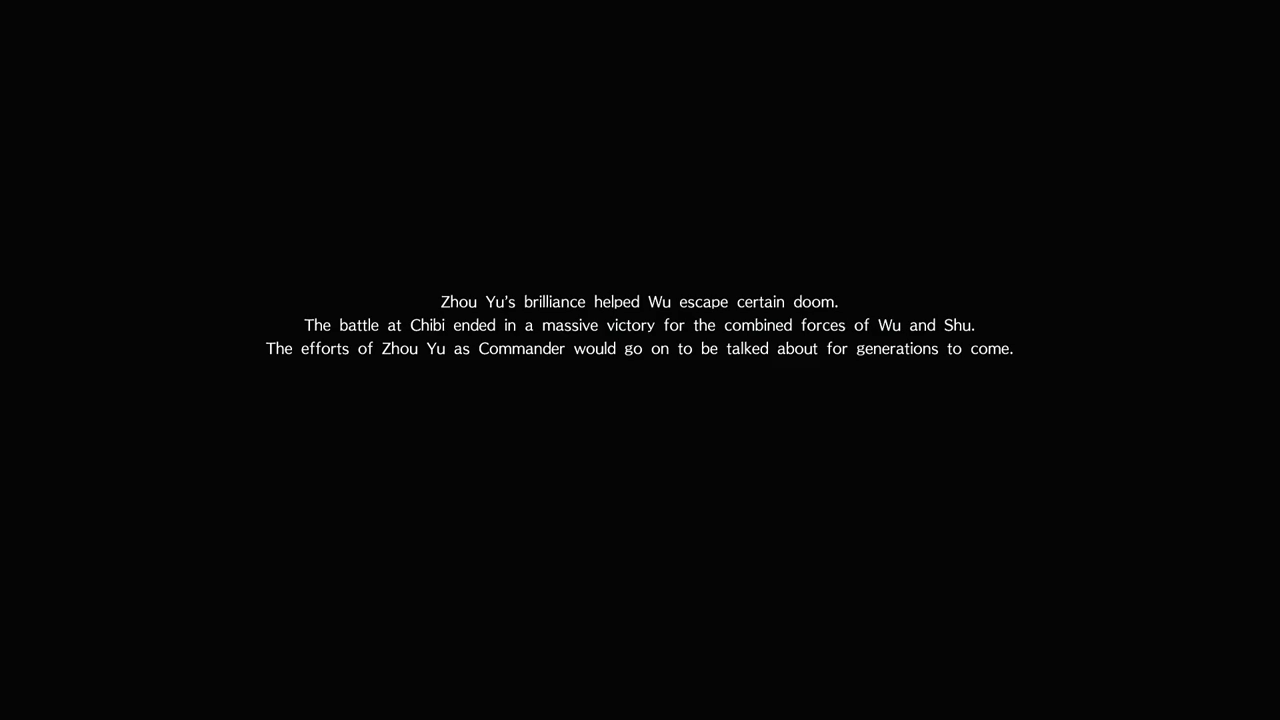 Zhou Yu's brilliance helped Wu escape certain doom.
The battle at Chibi ended in a massive victory for the combined forces of Wu and Shu.
The efforts of Zhou Yu as Commander would go on to be talked about for generations to come.